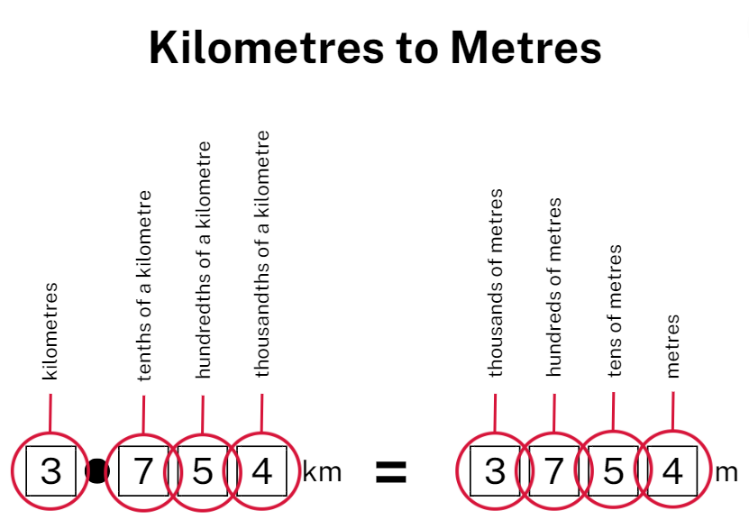 Kilometres to Metres
kilometres
tenths of a kilometre
hundredths of a kilometre
thousandths of a kilometre
thousands of metres
hundreds of metres
tens of metres
metres
3 • 7 5 4 km = 3 7 5 4 m